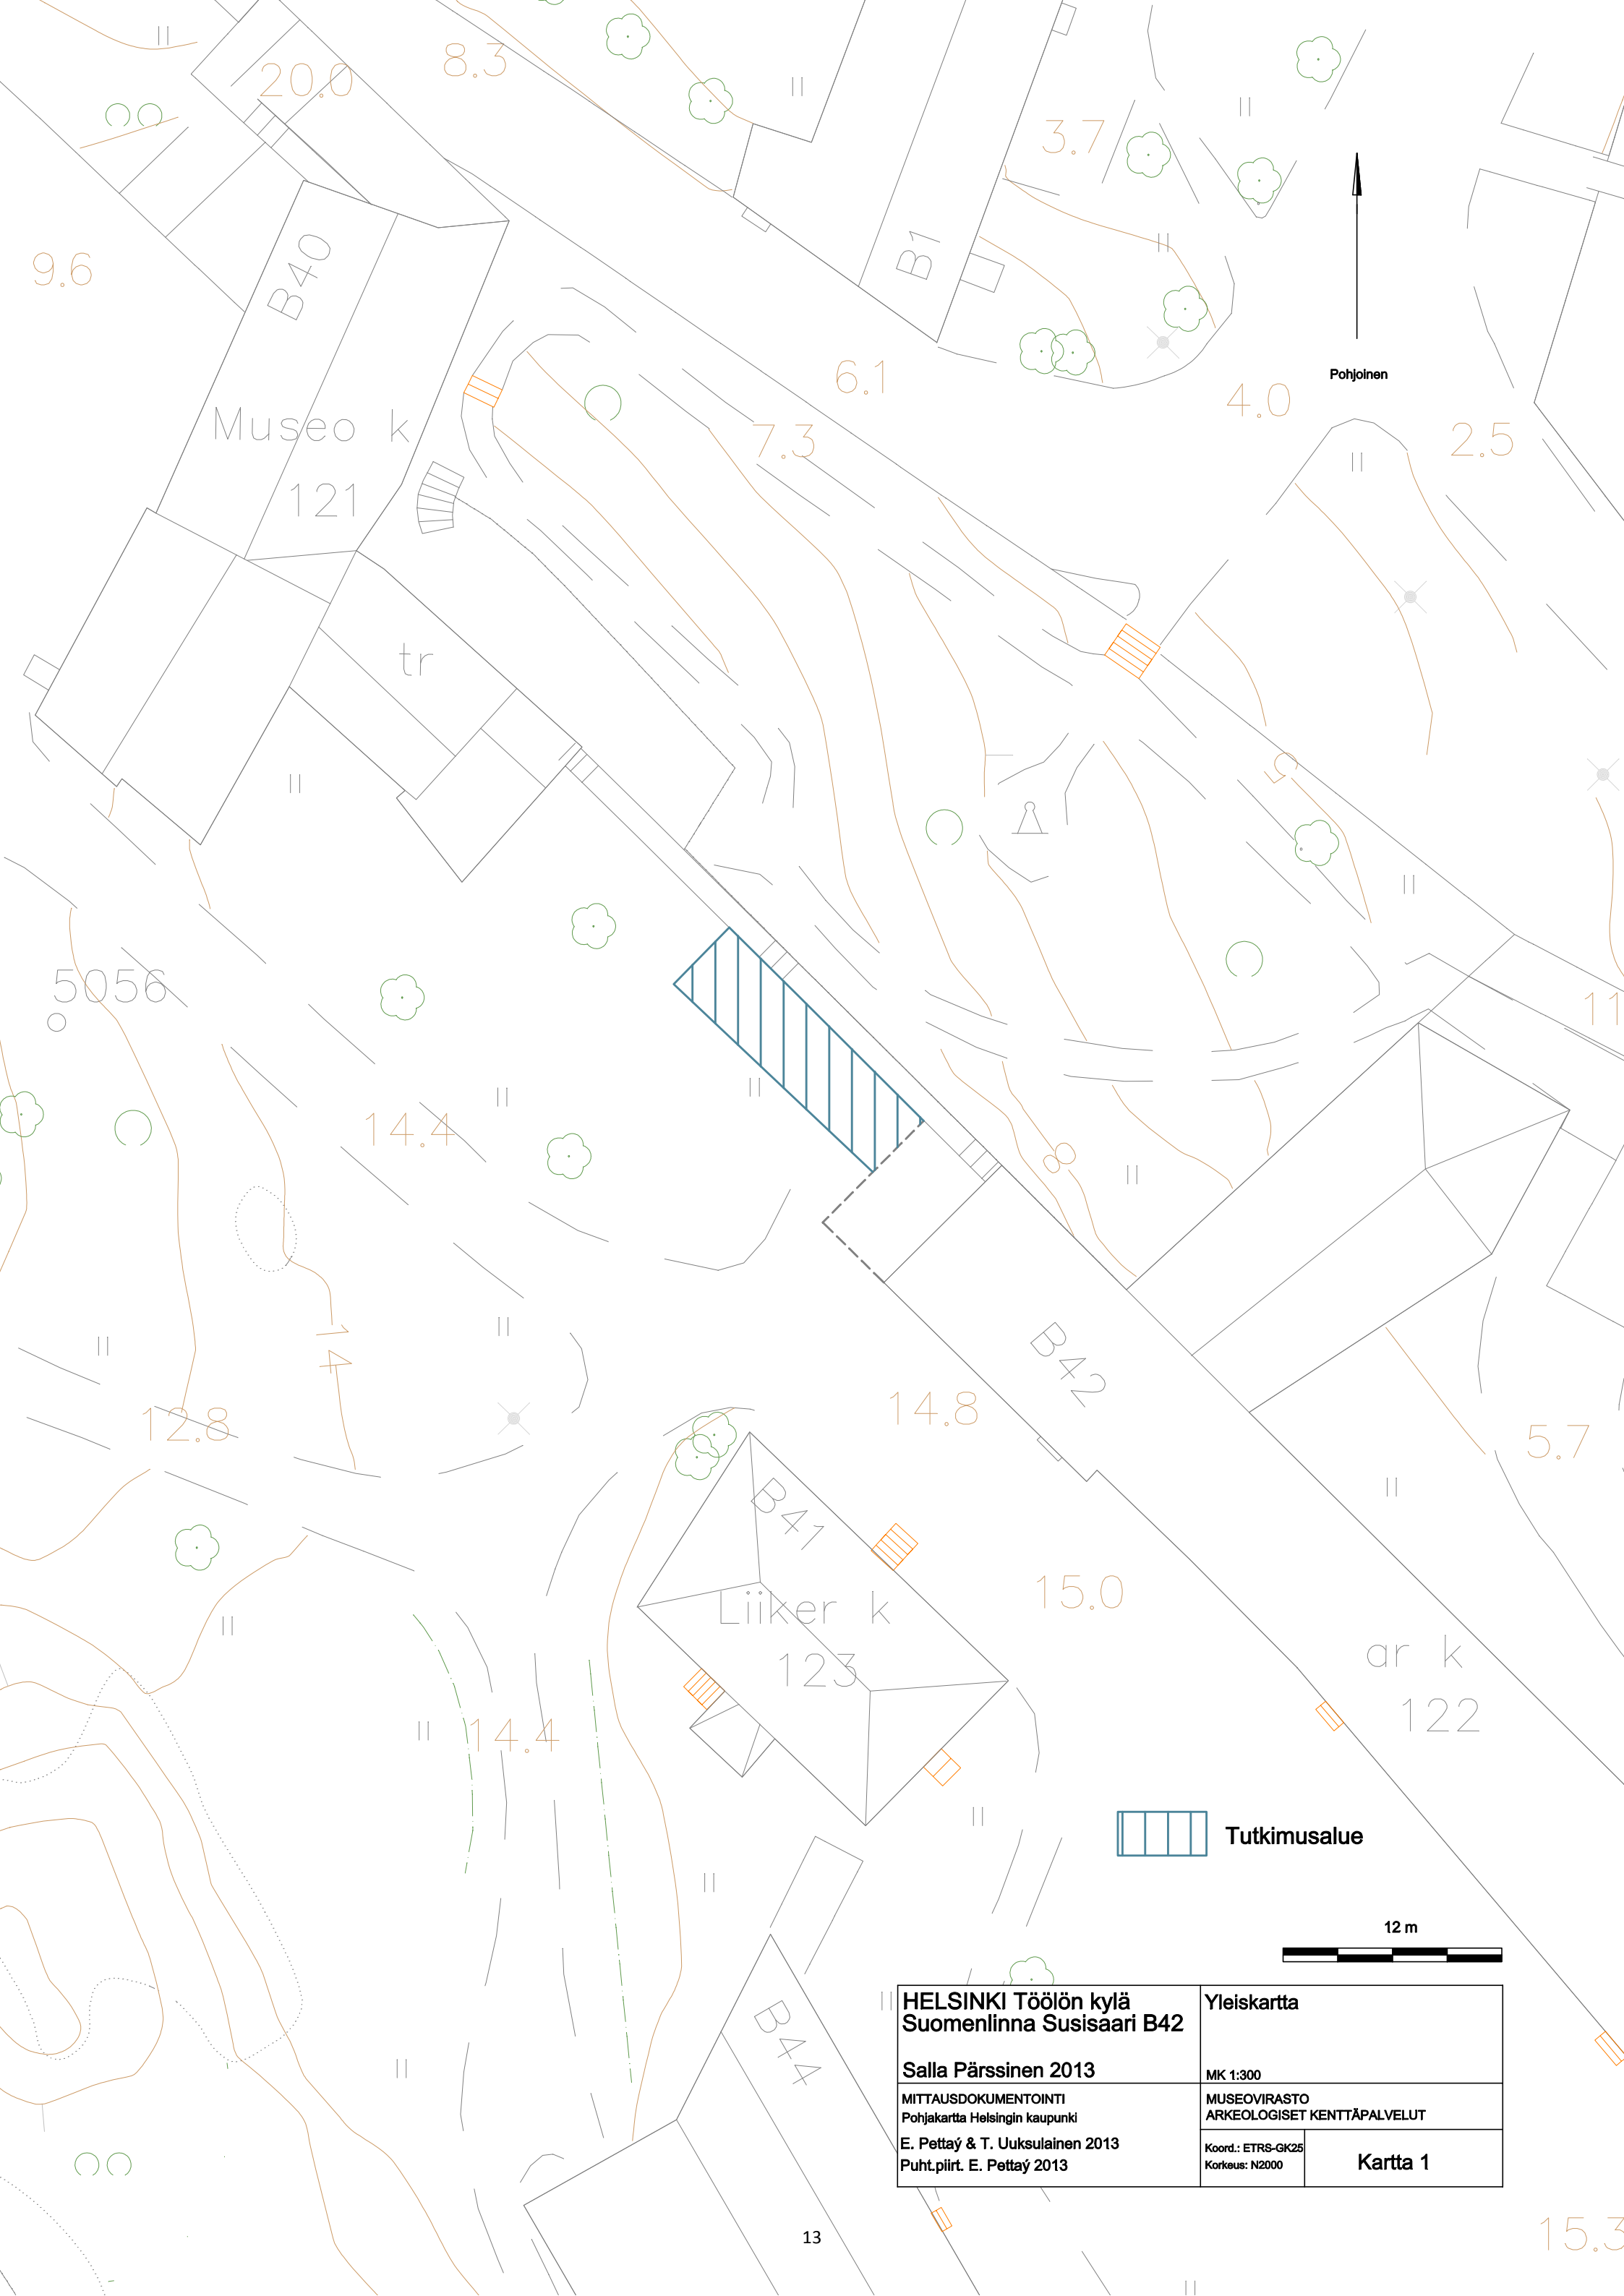 20.0
8.3
3.7
9.6
B40
B1
6.1
7.3
4.0
2.5
Pohjoinen
Museo k
121
tr
5
5056
11
14.4
8
14
B42
12.8
14.8
5.7
B41
15.0
Liiker k
123
ar k
122
14.4
Tutkimusalue
12 m
B44
HELSINKI Töölön kylä
Suomenlinna Susisaari B42
Salla Pärssinen 2013
Yleiskartta
MK 1:300
MITTAUSDOKUMENTOINTI
Pohjakartta Helsingin kaupunki
E. Pettaý & T. Uuksulainen 2013
Puht.piirt. E. Pettaý 2013
MUSEOVIRASTO
ARKEOLOGISET KENTTÄPALVELUT
Koord.: ETRS-GK25
Korkeus: N2000
Kartta 1
13
15.3